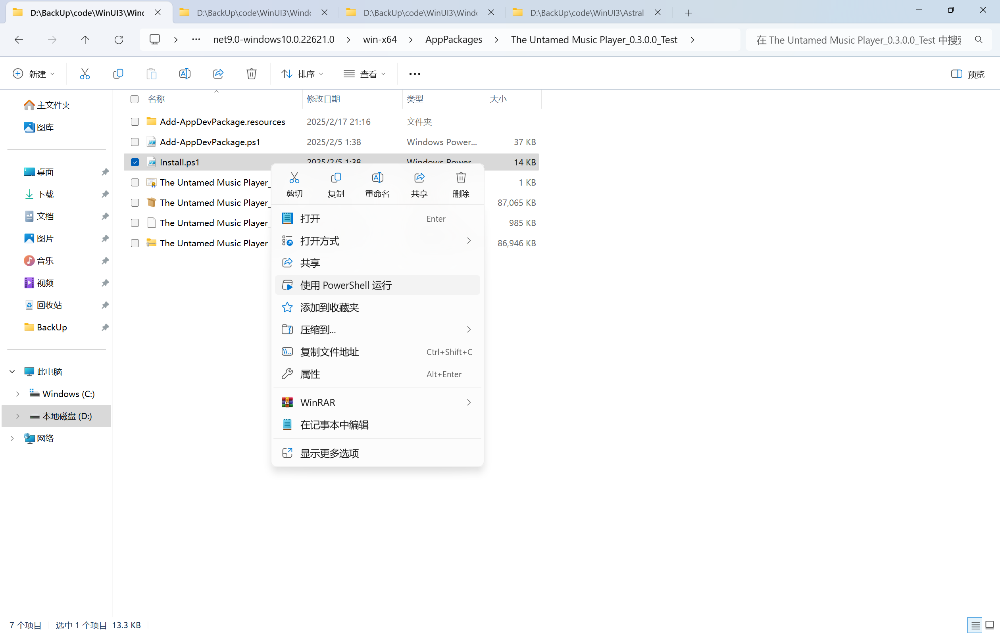 D:\BackUp\code\WinUI3\Winc
D:\BackUp\code\WinUI3\Windc
D:\BackUp\code\WinUI3\Windc
D:\BackUp\code\WinUI3\Astral
net9.0-windows10.0.22621.0 win-x64 AppPackages The Untamed Music Player_0.3.0.0_Test
在 The Untamed Music Player_0.3.0.0_Test 中搜
新建
排序
查看
预览
主文件夹
图库
桌面
下载
文档
图片
音乐
视频
回收站
BackUp
此电脑
Windows (C:)
本地磁盘 (D:)
网络
名称 修改日期 类型 大小
Add-AppDevPackage.resources 2025/2/17 21:16 文件夹
Add-AppDevPackage.ps1 2025/2/5 1:38 Windows Power... 37 KB
Install.ps1 2025/2/5 1:38 Windows Power 14 KB
The Untamed Music Player_ 1 KB
The Untamed Music Player_ 87,065 KB
The Untamed Music Player_ 985 KB
The Untamed Music Player_ 86,946 KB
剪切 复制 重命名 共享 删除
打开 Enter
打开方式
共享
使用 PowerShell 运行
添加到收藏夹
压缩到...
复制文件地址 Ctrl+Shift+C
属性 Alt+Enter
WinRAR
在记事本中编辑
显示更多选项
7 个项目 选中 1 个项目 13.3 KB